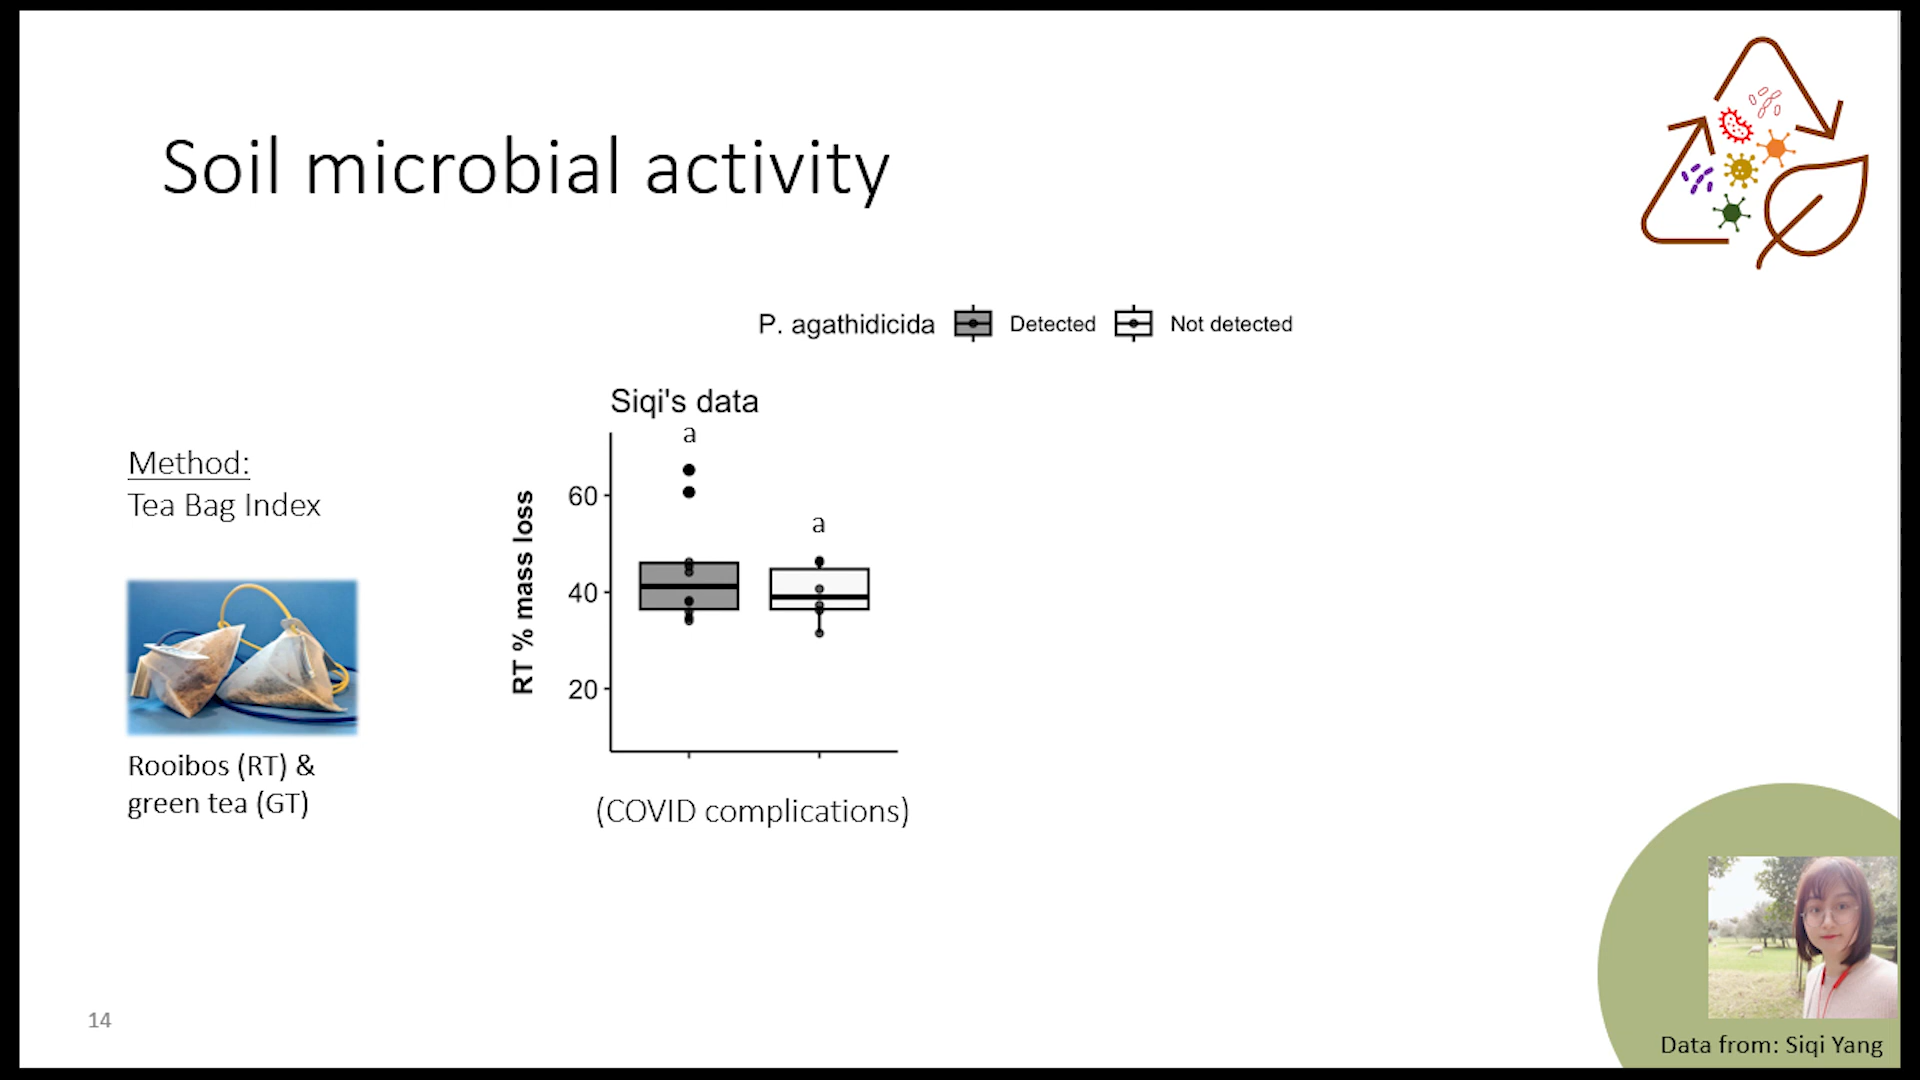 Soil microbial activity
P. agathidicida Detected Not detected
Siqi's data
a
a
60
40
20
RT % mass loss
(COVID complications)
Method:
Tea Bag Index
Rooibos (RT) &
green tea (GT)
14
Data from: Siqi Yang